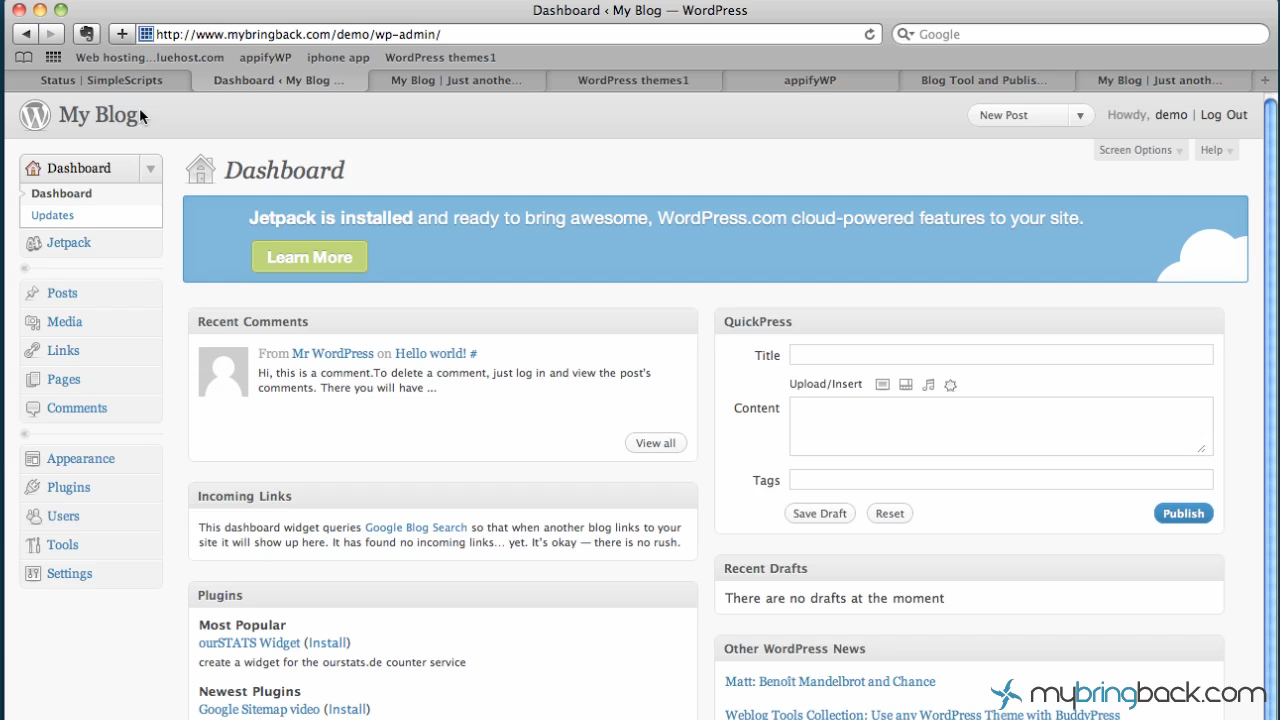 Dashboard ‹ My Blog — WordPress
http://www.mybringback.com/demo/wp-admin/
Google
Web hosting...luehost.com appifyWP iphone app WordPress themes1
Status | SimpleScripts
Dashboard ‹ My Blog ...
My Blog | Just anothe...
WordPress themes1
appifyWP
Blog Tool and Publis...
My Blog | Just anoth...
My Blog
New Post
Howdy, demo | Log Out
Screen Options
Help
Dashboard
Dashboard
Updates
Jetpack
Posts
Media
Links
Pages
Comments
Appearance
Plugins
Users
Tools
Settings
Dashboard
Jetpack is installed and ready to bring awesome, WordPress.com cloud-powered features to your site.
Learn More
Recent Comments
From Mr WordPress on Hello world! #
Hi, this is a comment.To delete a comment, just log in and view the post's
comments. There you will have ...
View all
Incoming Links
This dashboard widget queries Google Blog Search so that when another blog links to your
site it will show up here. It has found no incoming links... yet. It's okay — there is no rush.
Plugins
Most Popular
ourSTATS Widget (Install)
create a widget for the ourstats.de counter service
Newest Plugins
Google Sitemap video (Install)
QuickPress
Title
Upload/Insert
Content
Tags
Save Draft
Reset
Publish
Recent Drafts
There are no drafts at the moment
Other WordPress News
Matt: Benoît Mandelbrot and Chance
Weblog Tools Collection: Use any WordPress Theme with BuddyPress
mybringback.com